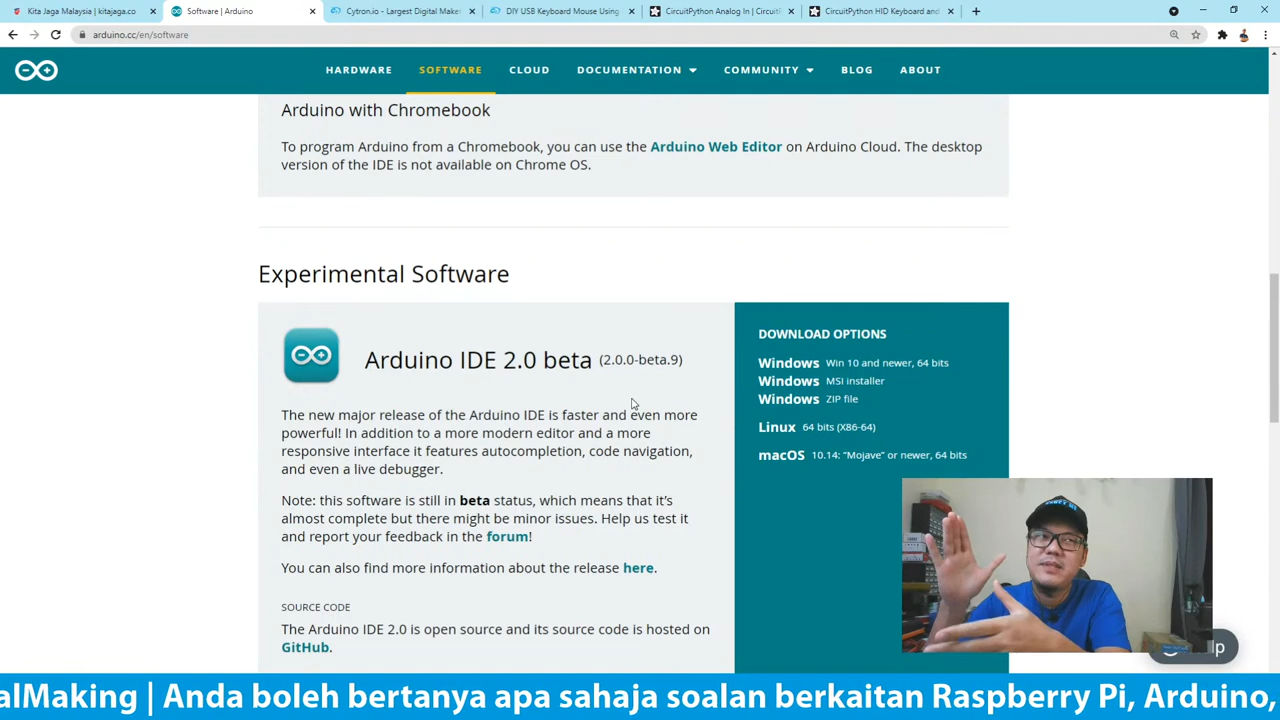 Kita Jaga Malaysia | kitajaga.co
Software | Arduino
Cytron.io - Largest Digital Make
DIY USB Keyboard Mouse Using
CircuitPython Analog In | Circuit
CircuitPython HID Keyboard and
arduino.cc/en/software
HARDWARE
SOFTWARE
CLOUD
DOCUMENTATION
COMMUNITY
BLOG
ABOUT
Arduino with Chromebook
To program Arduino from a Chromebook, you can use the Arduino Web Editor on Arduino Cloud. The desktop
version of the IDE is not available on Chrome OS.
Experimental Software
Arduino IDE 2.0 beta (2.0.0-beta.9)
The new major release of the Arduino IDE is faster and even more
powerful! In addition to a more modern editor and a more
responsive interface it features autocompletion, code navigation,
and even a live debugger.
Note: this software is still in beta status, which means that it's
almost complete but there might be minor issues. Help us test it
and report your feedback in the forum!
You can also find more information about the release here.
SOURCE CODE
The Arduino IDE 2.0 is open source and its source code is hosted on
GitHub.
DOWNLOAD OPTIONS
Windows Win 10 and newer, 64 bits
Windows MSI installer
Windows ZIP file
Linux 64 bits (X86-64)
macOS 10.14: “Mojave” or newer, 64 bits
alMaking | Anda boleh bertanya apa sahaja soalan berkaitan Raspberry Pi, Arduino,